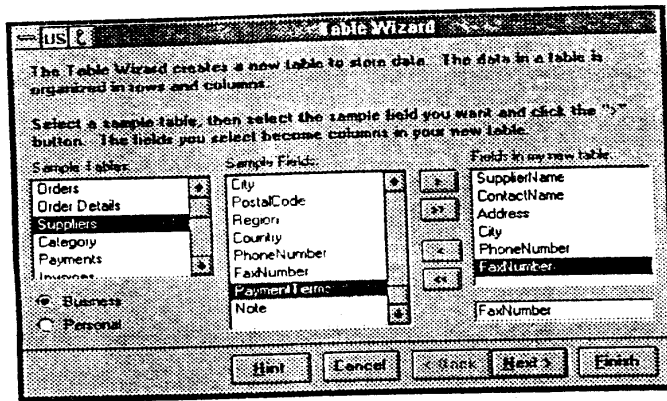 US
Table Wizard
The Table Wizard creates a new table to store data. The data in a table is
organized in rows and columns.
Select a sample table, then select the sample field you want and click the ">"
button. The fields you select become columns in your new table.
Sample Tables:
Orders
Order Details
Suppliers
Category
Payments
Invoices
Business
Personal
Sample Fields:
City
PostalCode
Region
Country
PhoneNumber
FaxNumber
PaymentTerms
Note
>
>>
<
<<
Fields in my new table:
SupplierName
ContactName
Address
City
PhoneNumber
FaxNumber
FaxNumber
Hint
Cancel
< Back
Next >
Finish